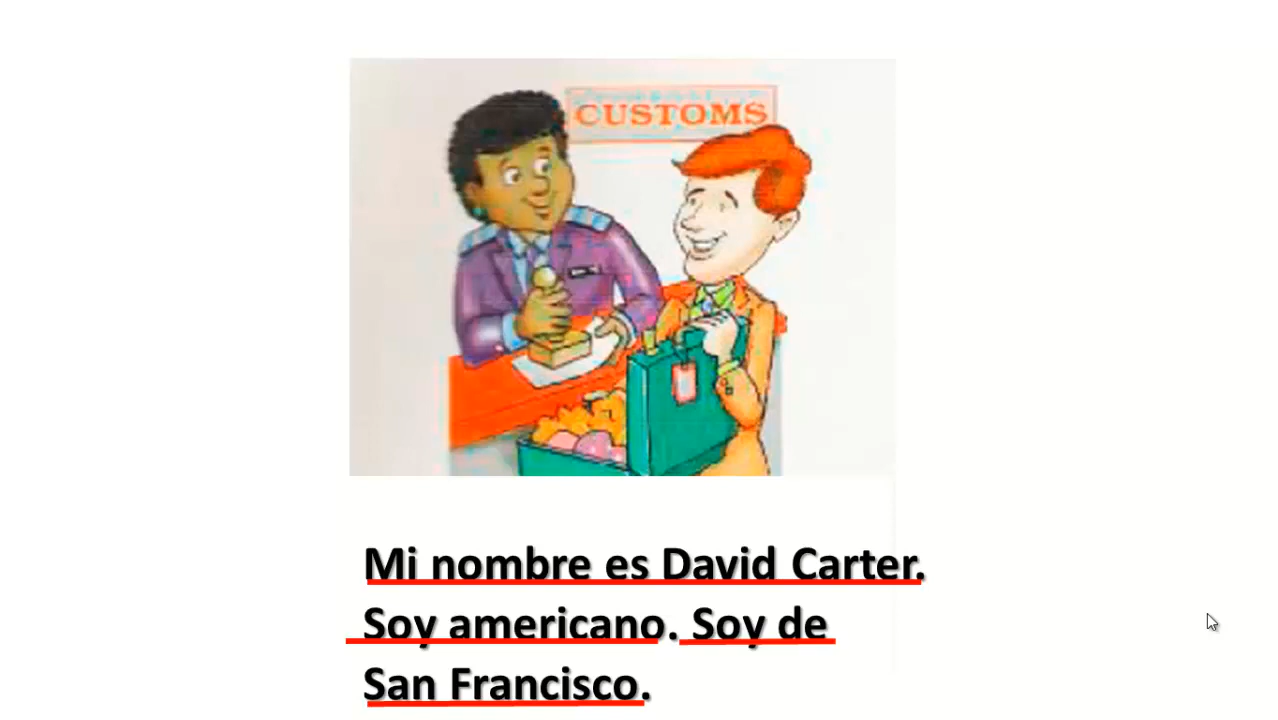 CUSTOMS
Mi nombre es David Carter.
Soy americano. Soy de
San Francisco.